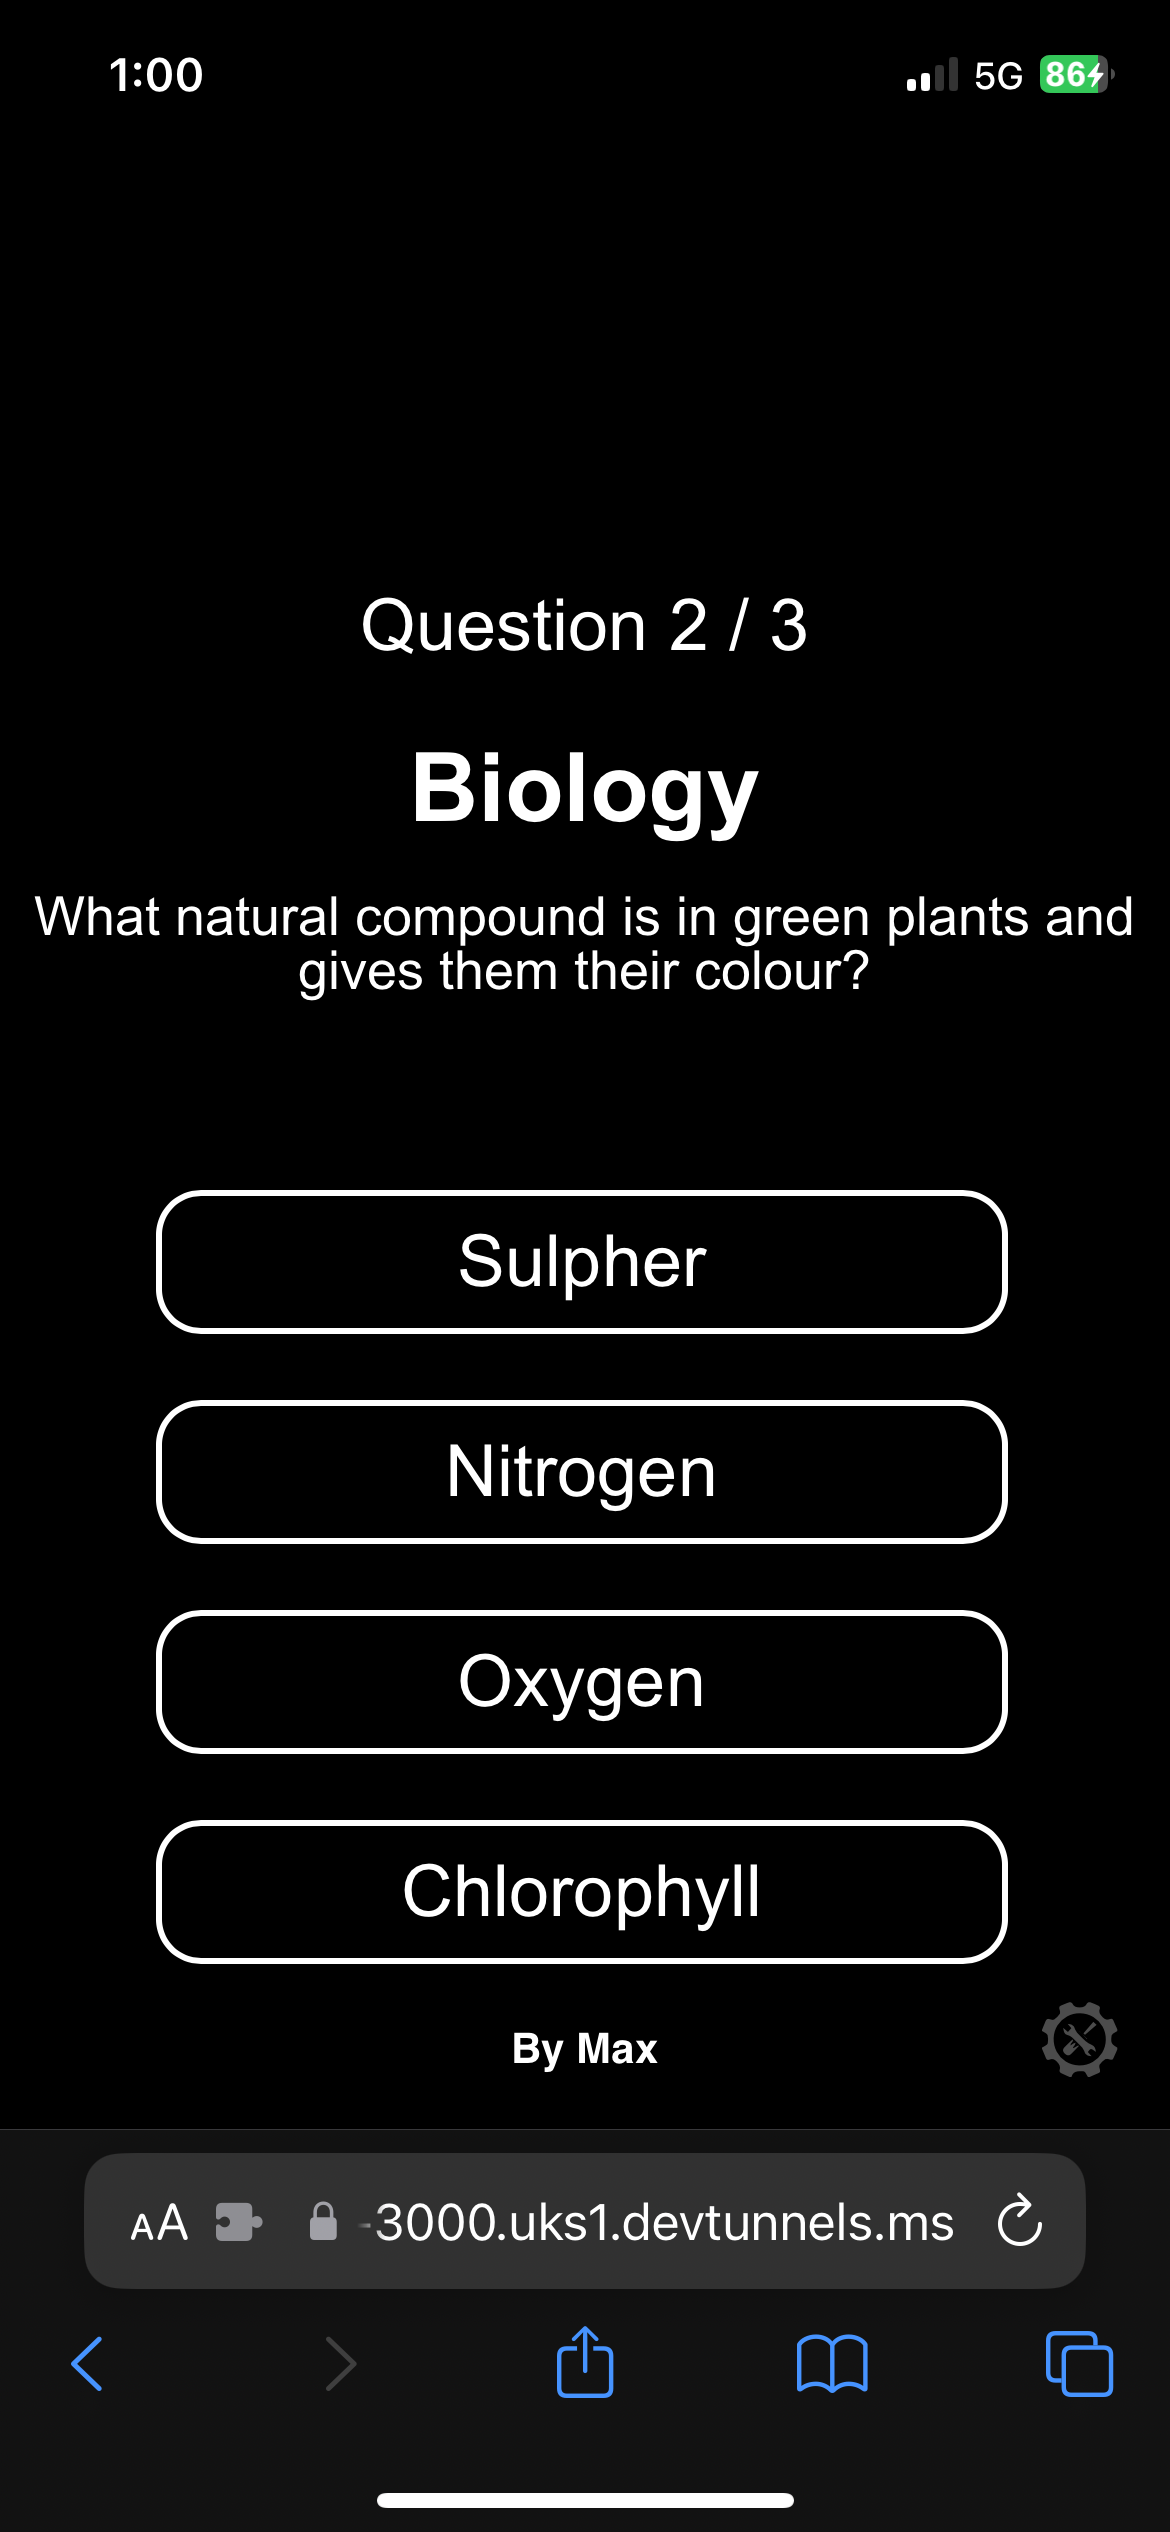 1:00 5G 86
Question 2 / 3
Biology
What natural compound is in green plants and
gives them their colour?
Sulpher
Nitrogen
Oxygen
Chlorophyll
By Max
AA -3000.uks1.devtunnels.ms